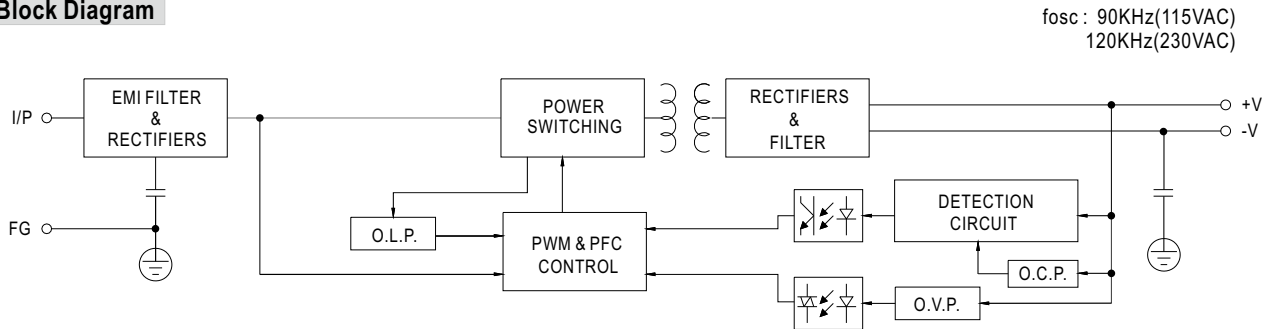 Block Diagram
fosc : 90KHz(115VAC)
120KHz(230VAC)
I/P
EMI FILTER
&
RECTIFIERS
POWER
SWITCHING
RECTIFIERS
&
FILTER
+V
-V
FG
O.L.P.
PWM & PFC
CONTROL
DETECTION
CIRCUIT
O.C.P.
O.V.P.